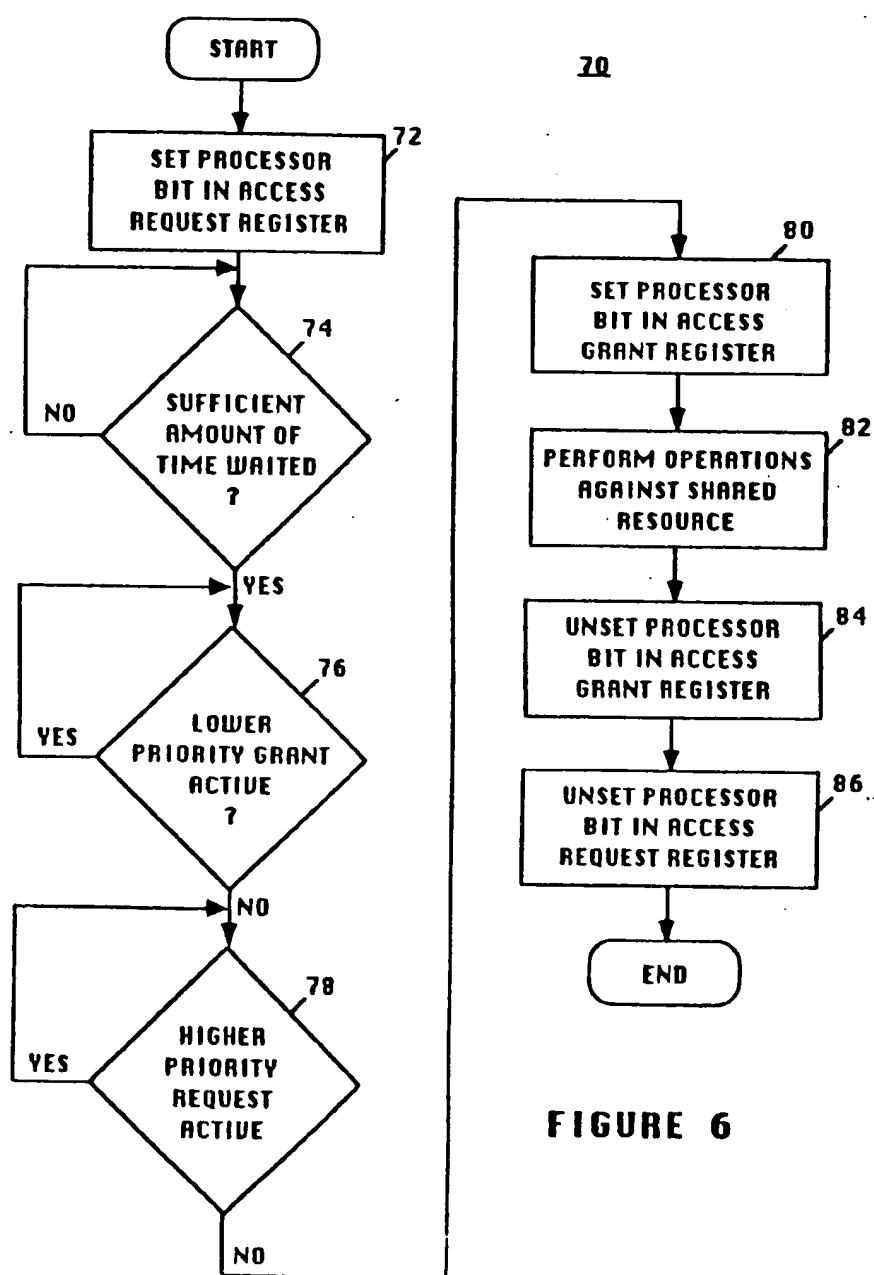 START
70
72
SET PROCESSOR
BIT IN ACCESS
REQUEST REGISTER
74
SUFFICIENT
AMOUNT OF
TIME WAITED
?
NO
YES
76
LOWER
PRIORITY GRANT
ACTIVE
?
YES
NO
78
HIGHER
PRIORITY
REQUEST
ACTIVE
YES
NO
80
SET PROCESSOR
BIT IN ACCESS
GRANT REGISTER
82
PERFORM OPERATIONS
AGAINST SHARED
RESOURCE
84
UNSET PROCESSOR
BIT IN ACCESS
GRANT REGISTER
86
UNSET PROCESSOR
BIT IN ACCESS
REQUEST REGISTER
END
FIGURE 6